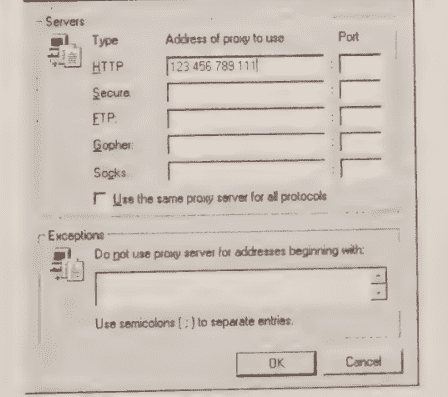 Servers
Type Address of proxy to use Port
HTTP 123.456.789.111 :
Secure :
FTP: :
Gopher: :
Socks :
Use the same proxy server for all protocols
Exceptions
Do not use proxy server for addresses beginning with:
Use semicolons ( ; ) to separate entries.
OK Cancel